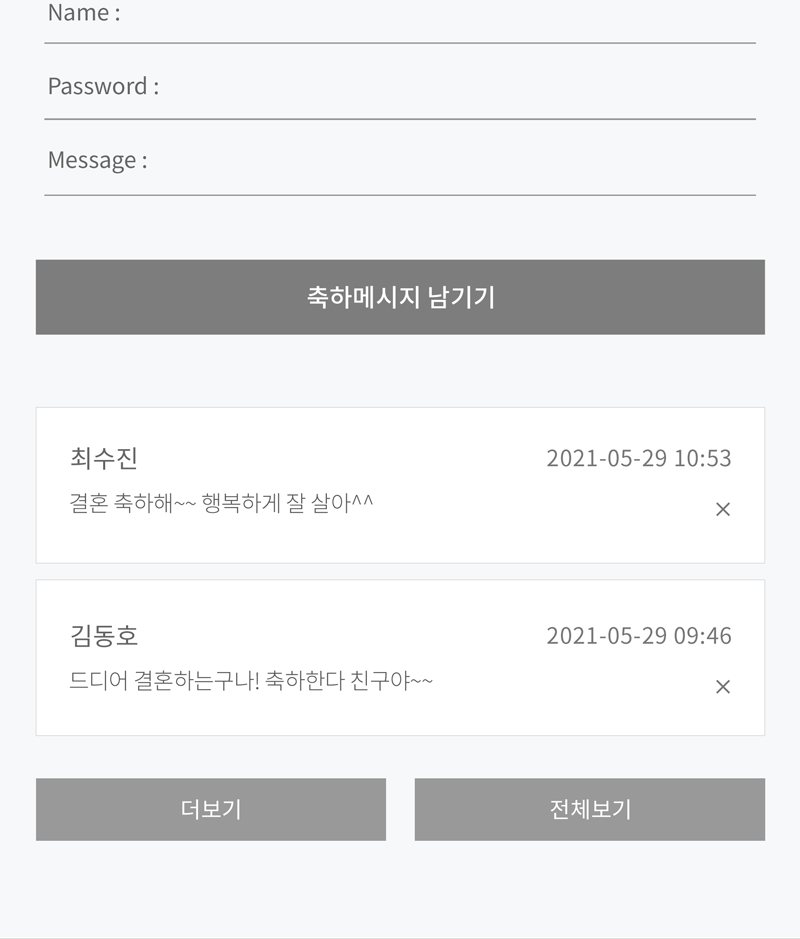 Name :
Password :
Message :
축하메시지 남기기
최수진 2021-05-29 10:53
결혼 축하해~~ 행복하게 잘 살아^^
×
김동호 2021-05-29 09:46
드디어 결혼하는구나! 축하한다 친구야~~
×
더보기 전체보기